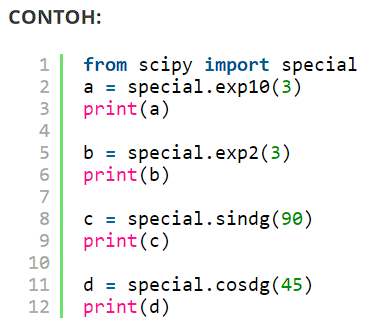 CONTOH:
1 from scipy import special
2 a = special.exp10(3)
3 print(a)
4
5 b = special.exp2(3)
6 print(b)
7
8 c = special.sindg(90)
9 print(c)
10
11 d = special.cosdg(45)
12 print(d)